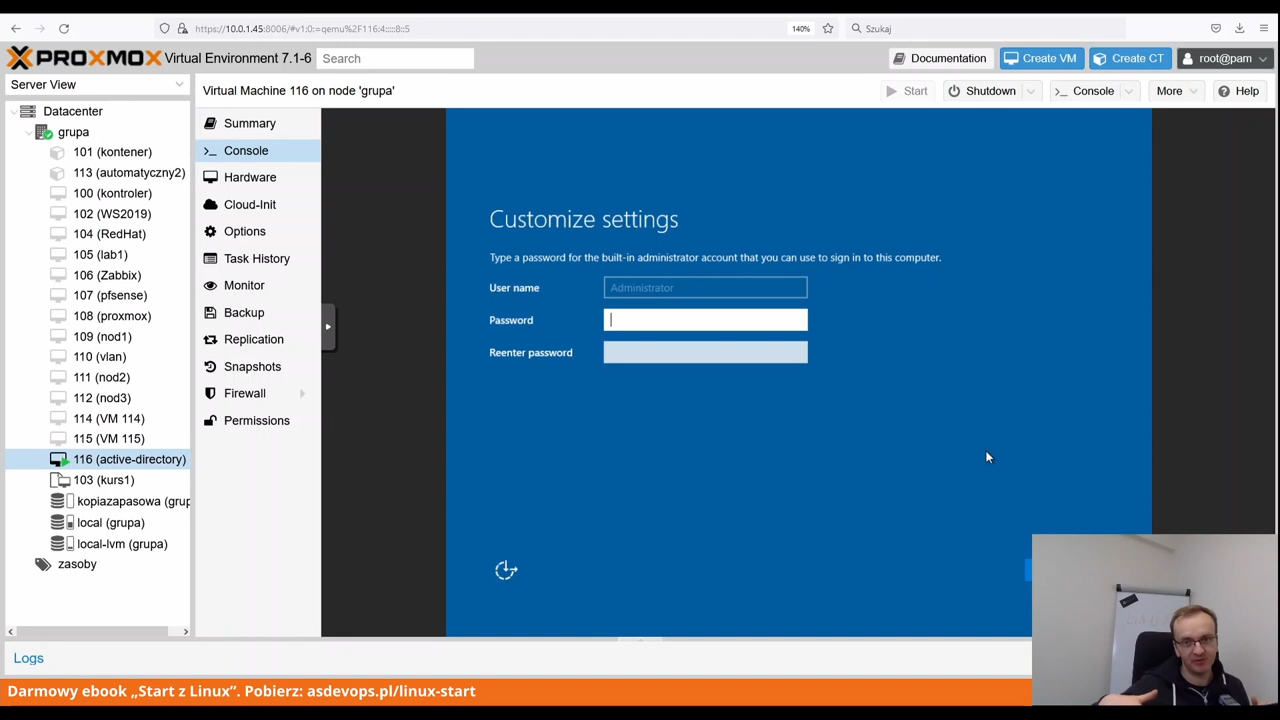 https://10.0.1.45:8006/#v1:0:=qemu%2F116:4:::::8::5
140%
Szukaj
PROXMOX Virtual Environment 7.1-6
Search
Documentation
Create VM
Create CT
root@pam
Server View
Virtual Machine 116 on node 'grupa'
Start
Shutdown
Console
More
Help
Datacenter
grupa
101 (kontener)
113 (automatyczny2)
100 (kontroler)
102 (WS2019)
104 (RedHat)
105 (lab1)
106 (Zabbix)
107 (pfsense)
108 (proxmox)
109 (nod1)
110 (vlan)
111 (nod2)
112 (nod3)
114 (VM 114)
115 (VM 115)
116 (active-directory)
103 (kurs1)
kopiazapasowa (grup
local (grupa)
local-lvm (grupa)
zasoby
Summary
Console
Hardware
Cloud-Init
Options
Task History
Monitor
Backup
Replication
Snapshots
Firewall
Permissions
Customize settings
Type a password for the built-in administrator account that you can use to sign in to this computer.
User name
Administrator
Password
Reenter password
Logs
Darmowy ebook „Start z Linux”. Pobierz: asdevops.pl/linux-start